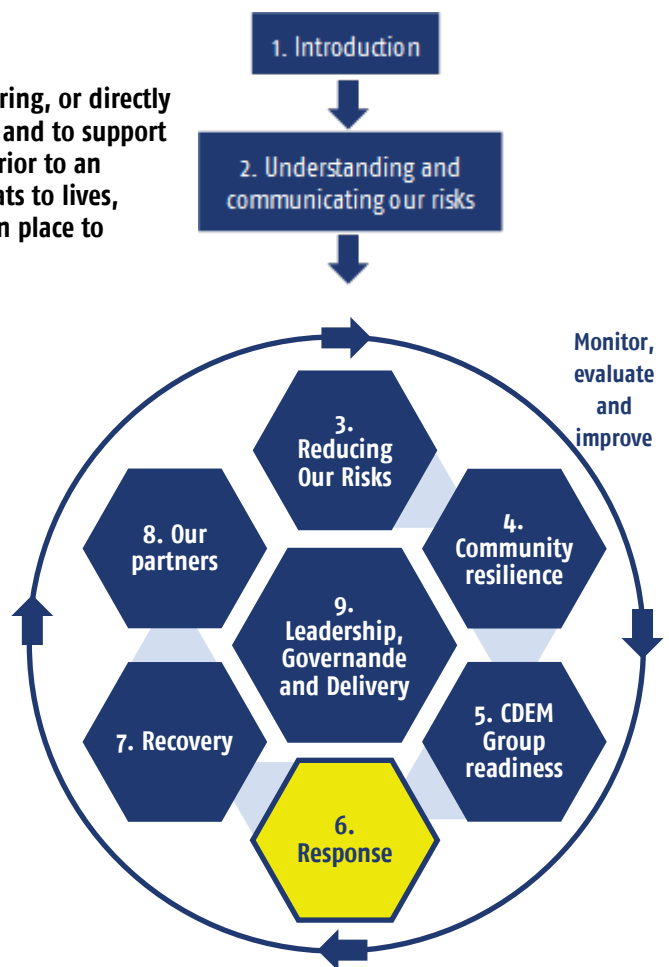 1. Introduction
ring, or directly
and to support
rior to an
ats to lives,
n place to
2. Understanding and
communicating our risks
Monitor,
evaluate
and
improve
3.
Reducing
Our Risks
4.
Community
resilience
8. Our
partners
9.
Leadership,
Governande
and Delivery
5. CDEM
Group
readiness
7. Recovery
6.
Response